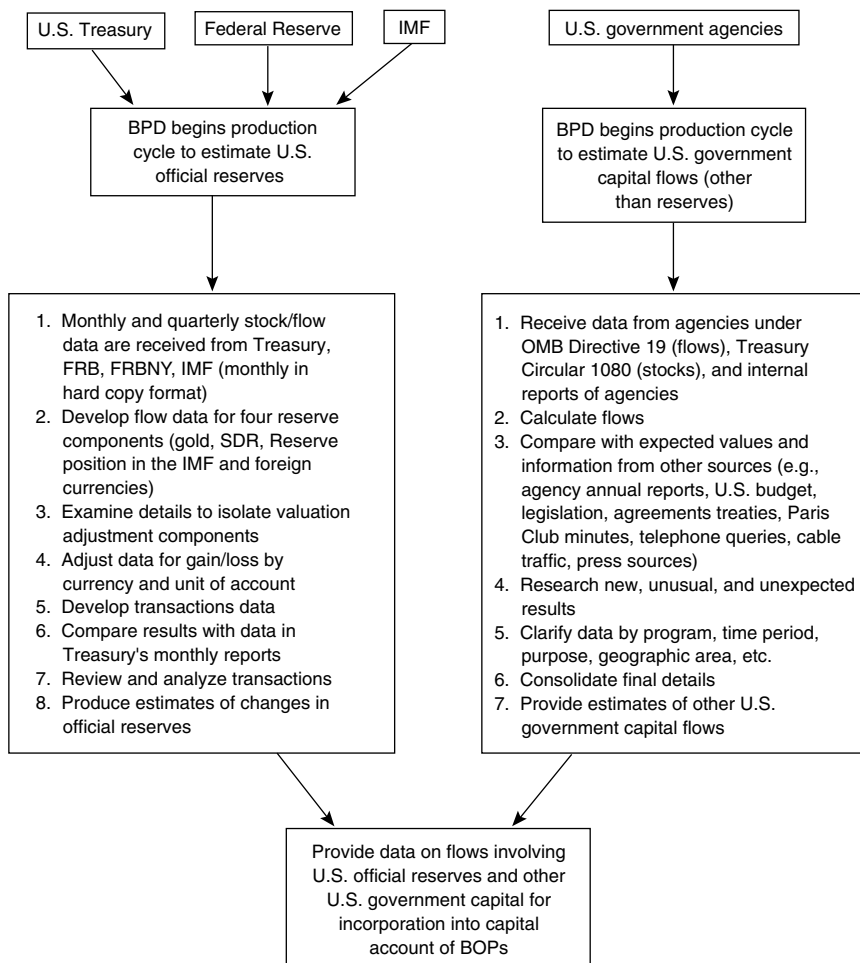 U.S. Treasury
Federal Reserve
IMF
U.S. government agencies
BPD begins production
cycle to estimate U.S.
official reserves
BPD begins production cycle
to estimate U.S. government
capital flows (other
than reserves)
1. Monthly and quarterly stock/flow
data are received from Treasury,
FRB, FRBNY, IMF (monthly in
hard copy format)
2. Develop flow data for four reserve
components (gold, SDR, Reserve
position in the IMF and foreign
currencies)
3. Examine details to isolate valuation
adjustment components
4. Adjust data for gain/loss by
currency and unit of account
5. Develop transactions data
6. Compare results with data in
Treasury's monthly reports
7. Review and analyze transactions
8. Produce estimates of changes in
official reserves
1. Receive data from agencies under
OMB Directive 19 (flows), Treasury
Circular 1080 (stocks), and internal
reports of agencies
2. Calculate flows
3. Compare with expected values and
information from other sources (e.g.,
agency annual reports, U.S. budget,
legislation, agreements treaties, Paris
Club minutes, telephone queries, cable
traffic, press sources)
4. Research new, unusual, and unexpected
results
5. Clarify data by program, time period,
purpose, geographic area, etc.
6. Consolidate final details
7. Provide estimates of other U.S.
government capital flows
Provide data on flows involving
U.S. official reserves and other
U.S. government capital for
incorporation into capital
account of BOPs